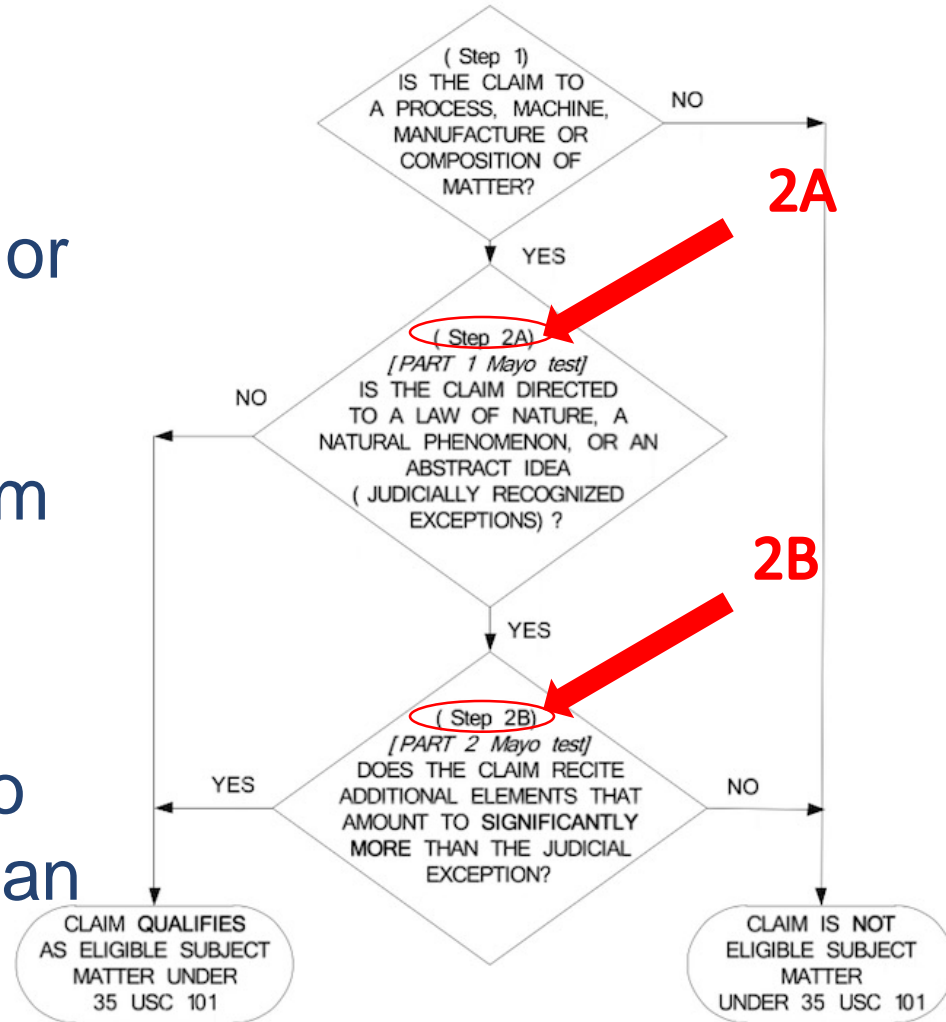 ( Step 1)
IS THE CLAIM TO
A PROCESS, MACHINE,
MANUFACTURE OR
COMPOSITION OF
MATTER?
NO
2A
or
YES
( Step 2A)
[PART 1 Mayo test]
IS THE CLAIM DIRECTED
TO A LAW OF NATURE, A
NATURAL PHENOMENON, OR AN
ABSTRACT IDEA
( JUDICIALLY RECOGNIZED
EXCEPTIONS) ?
NO
m
2B
YES
( Step 2B)
[PART 2 Mayo test]
DOES THE CLAIM RECITE
ADDITIONAL ELEMENTS THAT
AMOUNT TO SIGNIFICANTLY
MORE THAN THE JUDICIAL
EXCEPTION?
YES
NO
o
an
CLAIM QUALIFIES
AS ELIGIBLE SUBJECT
MATTER UNDER
35 USC 101
CLAIM IS NOT
ELIGIBLE SUBJECT
MATTER
UNDER 35 USC 101